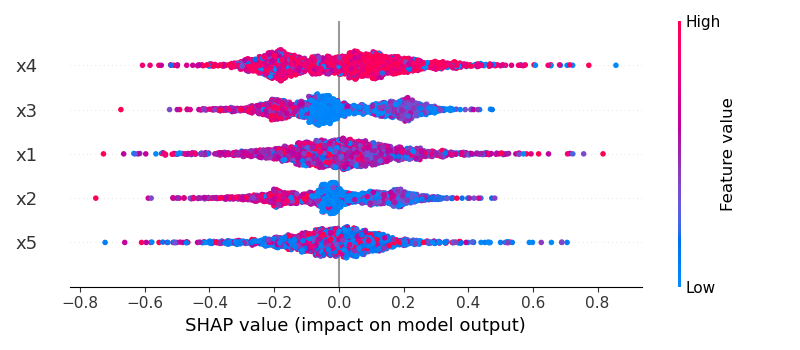 High
x4
x3
x1
x2
x5
Feature value
Low
−0.8 −0.6 −0.4 −0.2 0.0 0.2 0.4 0.6 0.8
SHAP value (impact on model output)